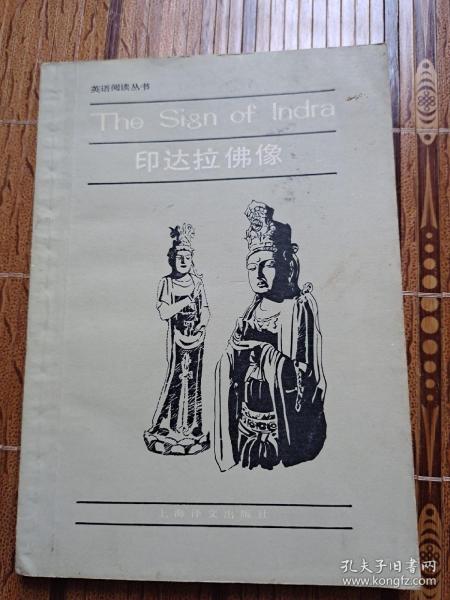 英语阅读丛书
The Sign of Indra
印达拉佛像
上海译文出版社
孔夫子旧书网
www.kongfz.com